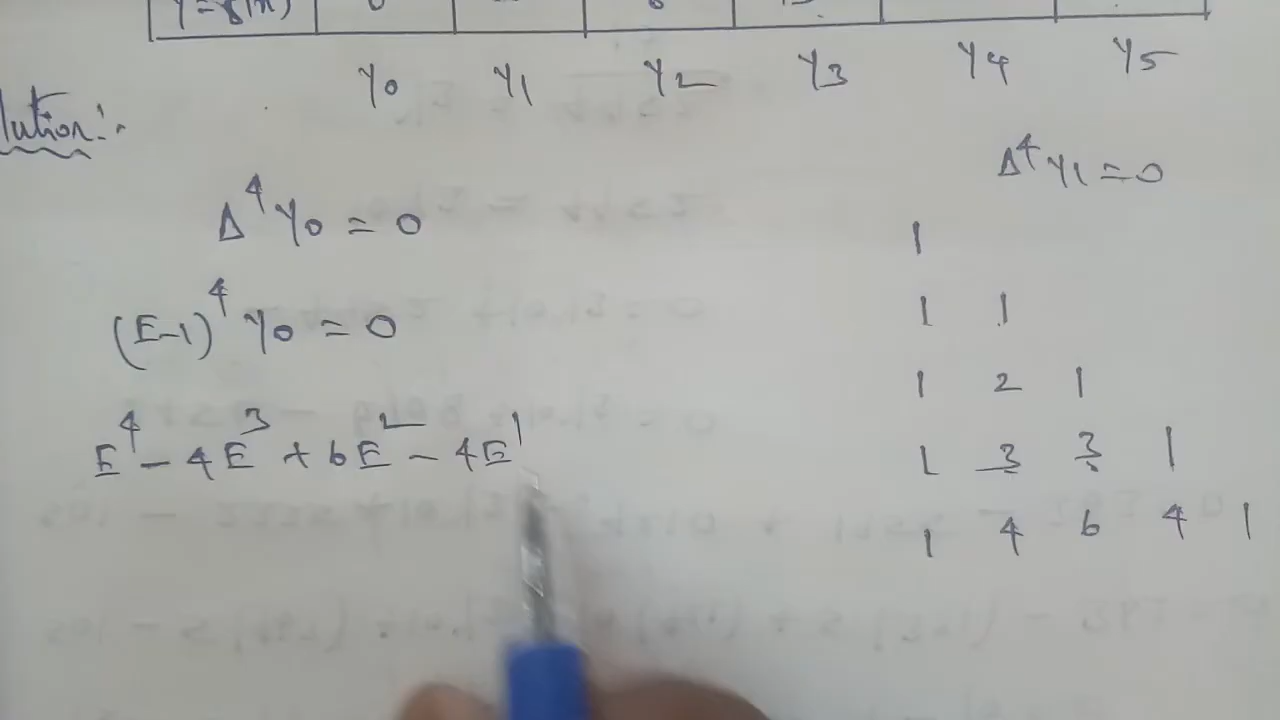 Y0 Y1 Y2 Y3 Y4 Y5
lution:-
Δ⁴Y0 = 0
(E-1)⁴ Y0 = 0
E⁴ - 4E³ + 6E² - 4E¹
Δ⁴Y1 = 0
1
1 1
1 2 1
1 3 3 1
1 4 6 4 1